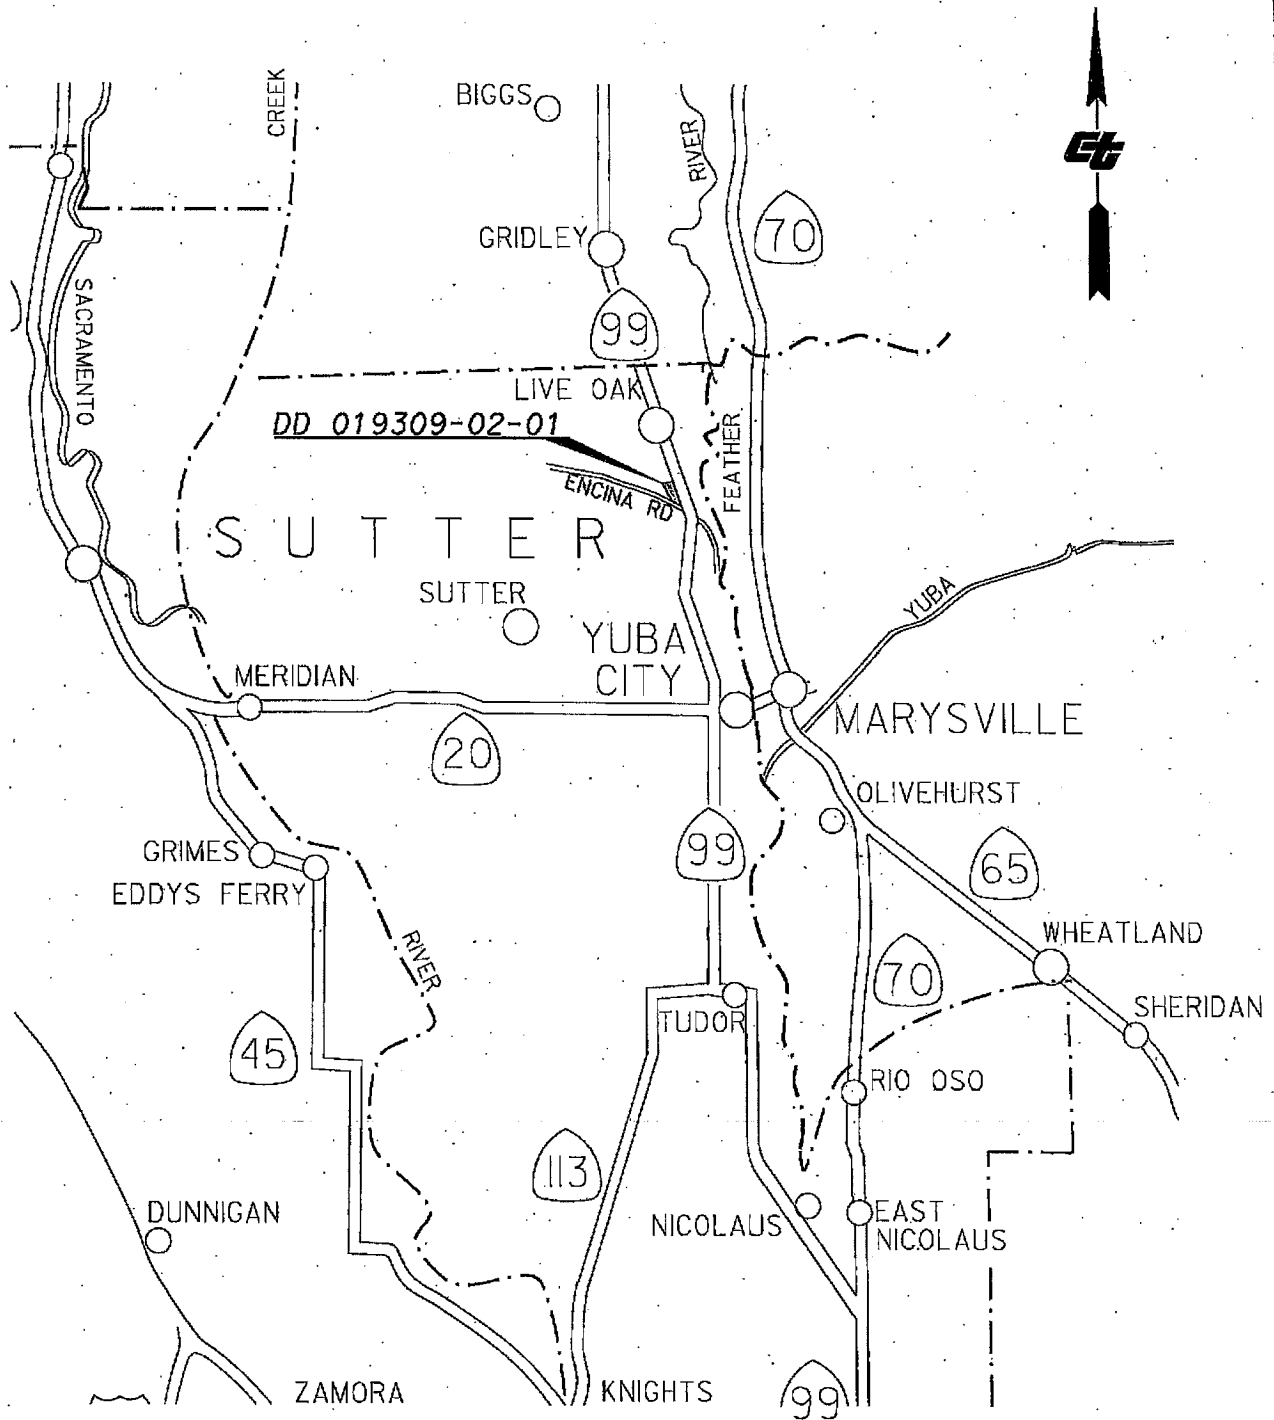 CREEK
BIGGS
RIVER
Ct
GRIDLEY
70
SACRAMENTO
99
LIVE OAK
DD 019309-02-01
FEATHER
ENCINA RD
SUTTER
SUTTER
YUBA
YUBA
CITY
MERIDIAN
MARYSVILLE
20
OLIVEHURST
99
GRIMES
65
EDDYS FERRY
WHEATLAND
RIVER
70
SHERIDAN
TUDOR
45
RIO OSO
113
DUNNIGAN
NICOLAUS
EAST
NICOLAUS
ZAMORA
KNIGHTS
99